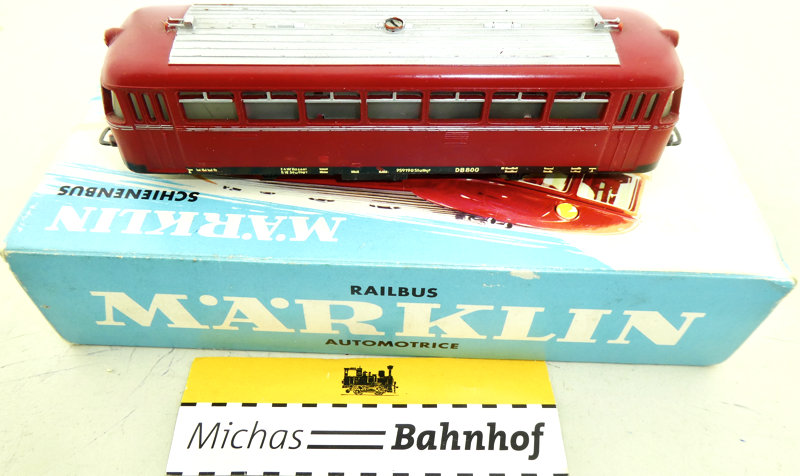 DB 800
MÄRKLIN
SCHIENENBUS
RAILBUS
MÄRKLIN
AUTOMOTRICE
Michas Bahnhof